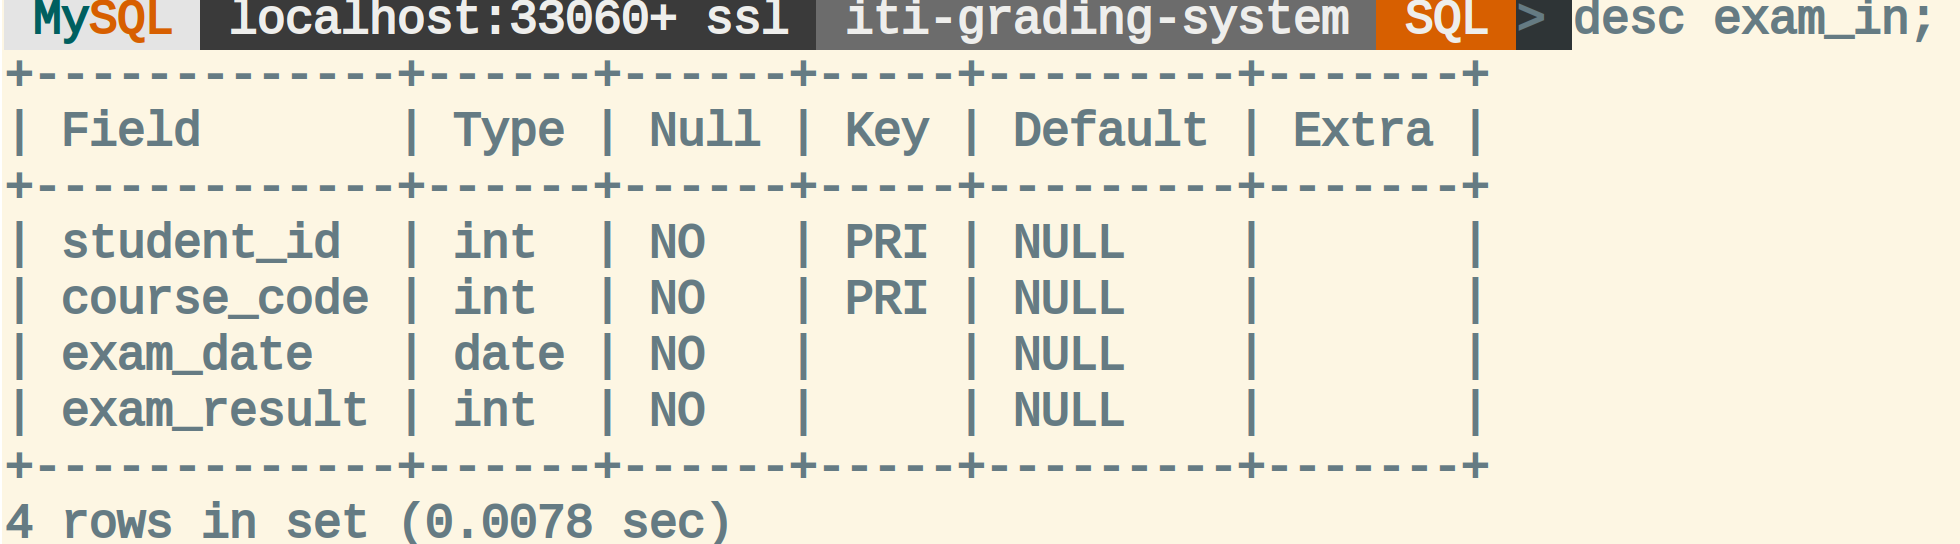 MySQL localhost:33060+ ssl iti-grading-system SQL > desc exam_in;
+-------------+------+------+-----+---------+-------+
| Field       | Type | Null | Key | Default | Extra |
+-------------+------+------+-----+---------+-------+
| student_id  | int  | NO   | PRI | NULL    |       |
| course_code | int  | NO   | PRI | NULL    |       |
| exam_date   | date | NO   |     | NULL    |       |
| exam_result | int  | NO   |     | NULL    |       |
+-------------+------+------+-----+---------+-------+
4 rows in set (0.0078 sec)